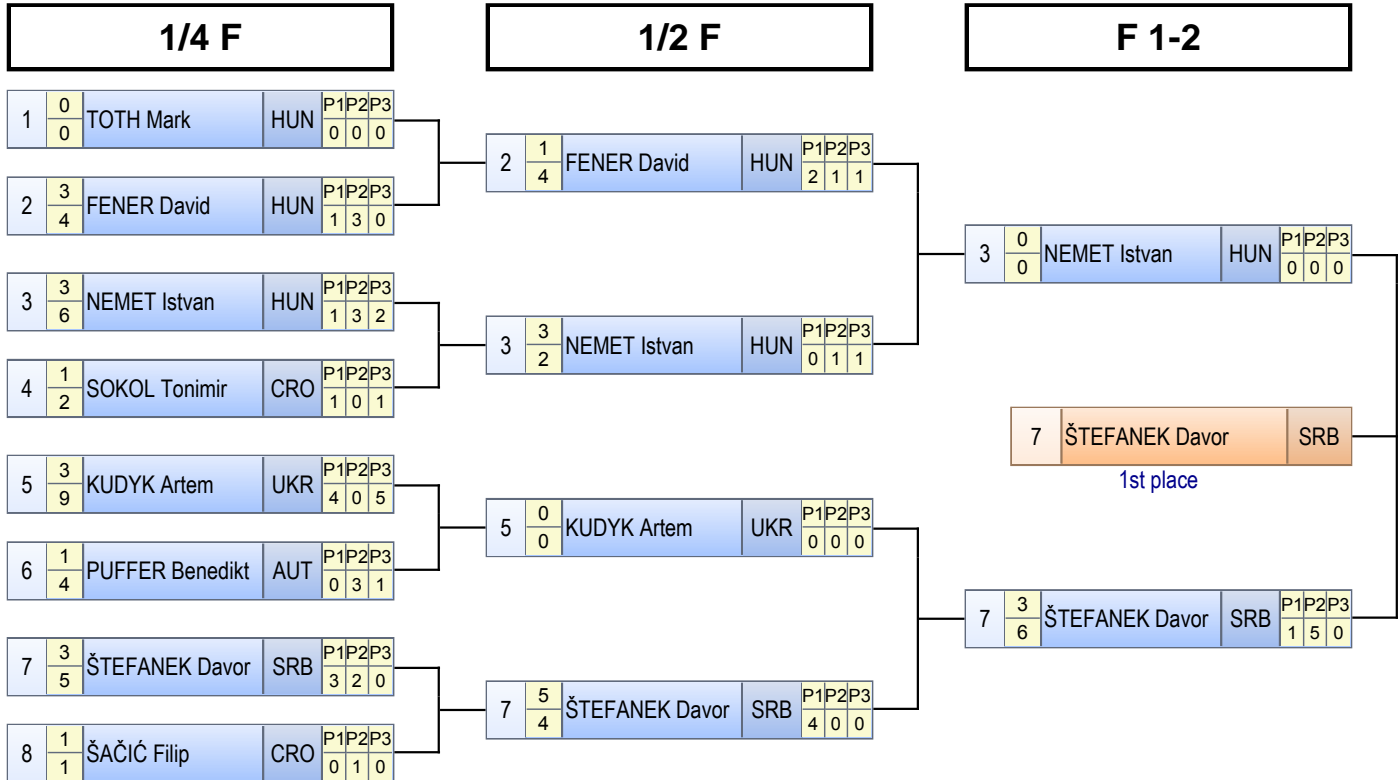 1/4 F
1/2 F
F 1-2
1 0 0 TOTH Mark HUN P1 P2 P3 0 0 0
2 3 4 FENER David HUN P1 P2 P3 1 3 0
3 3 6 NEMET Istvan HUN P1 P2 P3 1 3 2
4 1 2 SOKOL Tonimir CRO P1 P2 P3 1 0 1
5 3 9 KUDYK Artem UKR P1 P2 P3 4 0 5
6 1 4 PUFFER Benedikt AUT P1 P2 P3 0 3 1
7 3 5 ŠTEFANEK Davor SRB P1 P2 P3 3 2 0
8 1 1 ŠAČIĆ Filip CRO P1 P2 P3 0 1 0
2 1 4 FENER David HUN P1 P2 P3 2 1 1
3 3 2 NEMET Istvan HUN P1 P2 P3 0 1 1
5 0 0 KUDYK Artem UKR P1 P2 P3 0 0 0
7 5 4 ŠTEFANEK Davor SRB P1 P2 P3 4 0 0
3 0 0 NEMET Istvan HUN P1 P2 P3 0 0 0
7 ŠTEFANEK Davor SRB
1st place
7 3 6 ŠTEFANEK Davor SRB P1 P2 P3 1 5 0